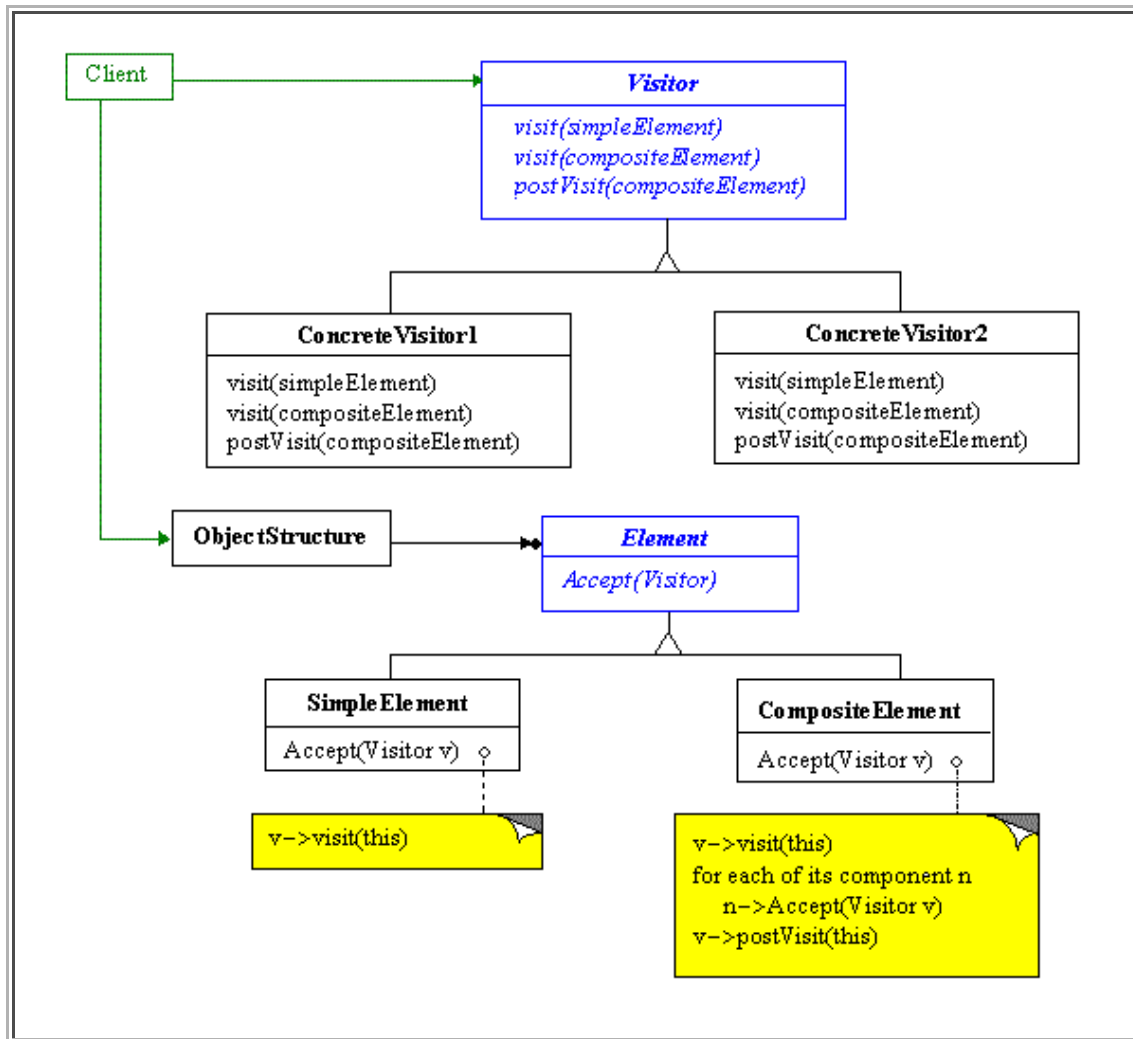 Client
Visitor
visit(simpleElement)
visit(compositeElement)
postVisit(compositeElement)
ConcreteVisitor1
visit(simpleElement)
visit(compositeElement)
postVisit(compositeElement)
ConcreteVisitor2
visit(simpleElement)
visit(compositeElement)
postVisit(compositeElement)
ObjectStructure
Element
Accept(Visitor)
SimpleElement
Accept(Visitor v)
CompositeElement
Accept(Visitor v)
v->visit(this)
v->visit(this)
for each of its component n
n->Accept(Visitor v)
v->postVisit(this)